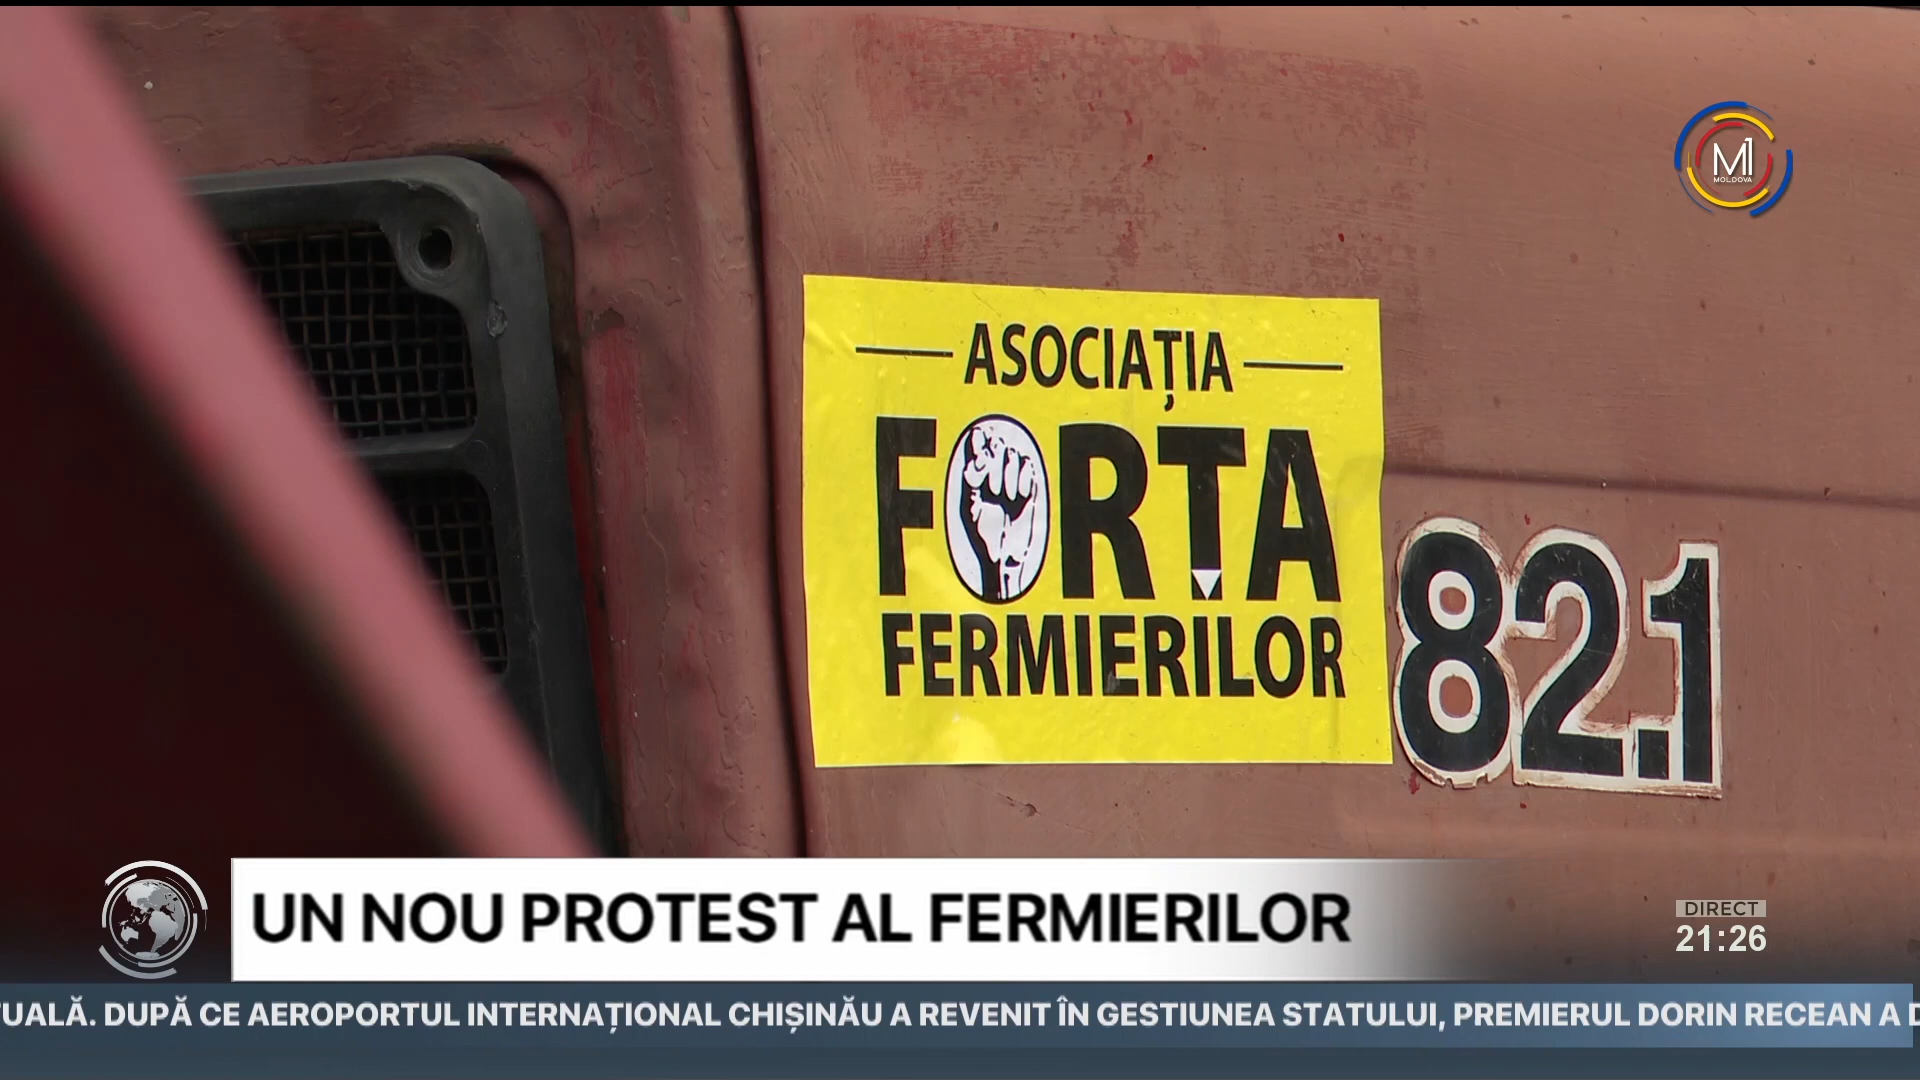 M1
MOLDOVA
ASOCIAȚIA
FORȚA
FERMIERILOR
82.1
UN NOU PROTEST AL FERMIERILOR
DIRECT
21:26
TUALĂ. DUPĂ CE AEROPORTUL INTERNAȚIONAL CHIȘINĂU A REVENIT ÎN GESTIUNEA STATULUI, PREMIERUL DORIN RECEAN A D